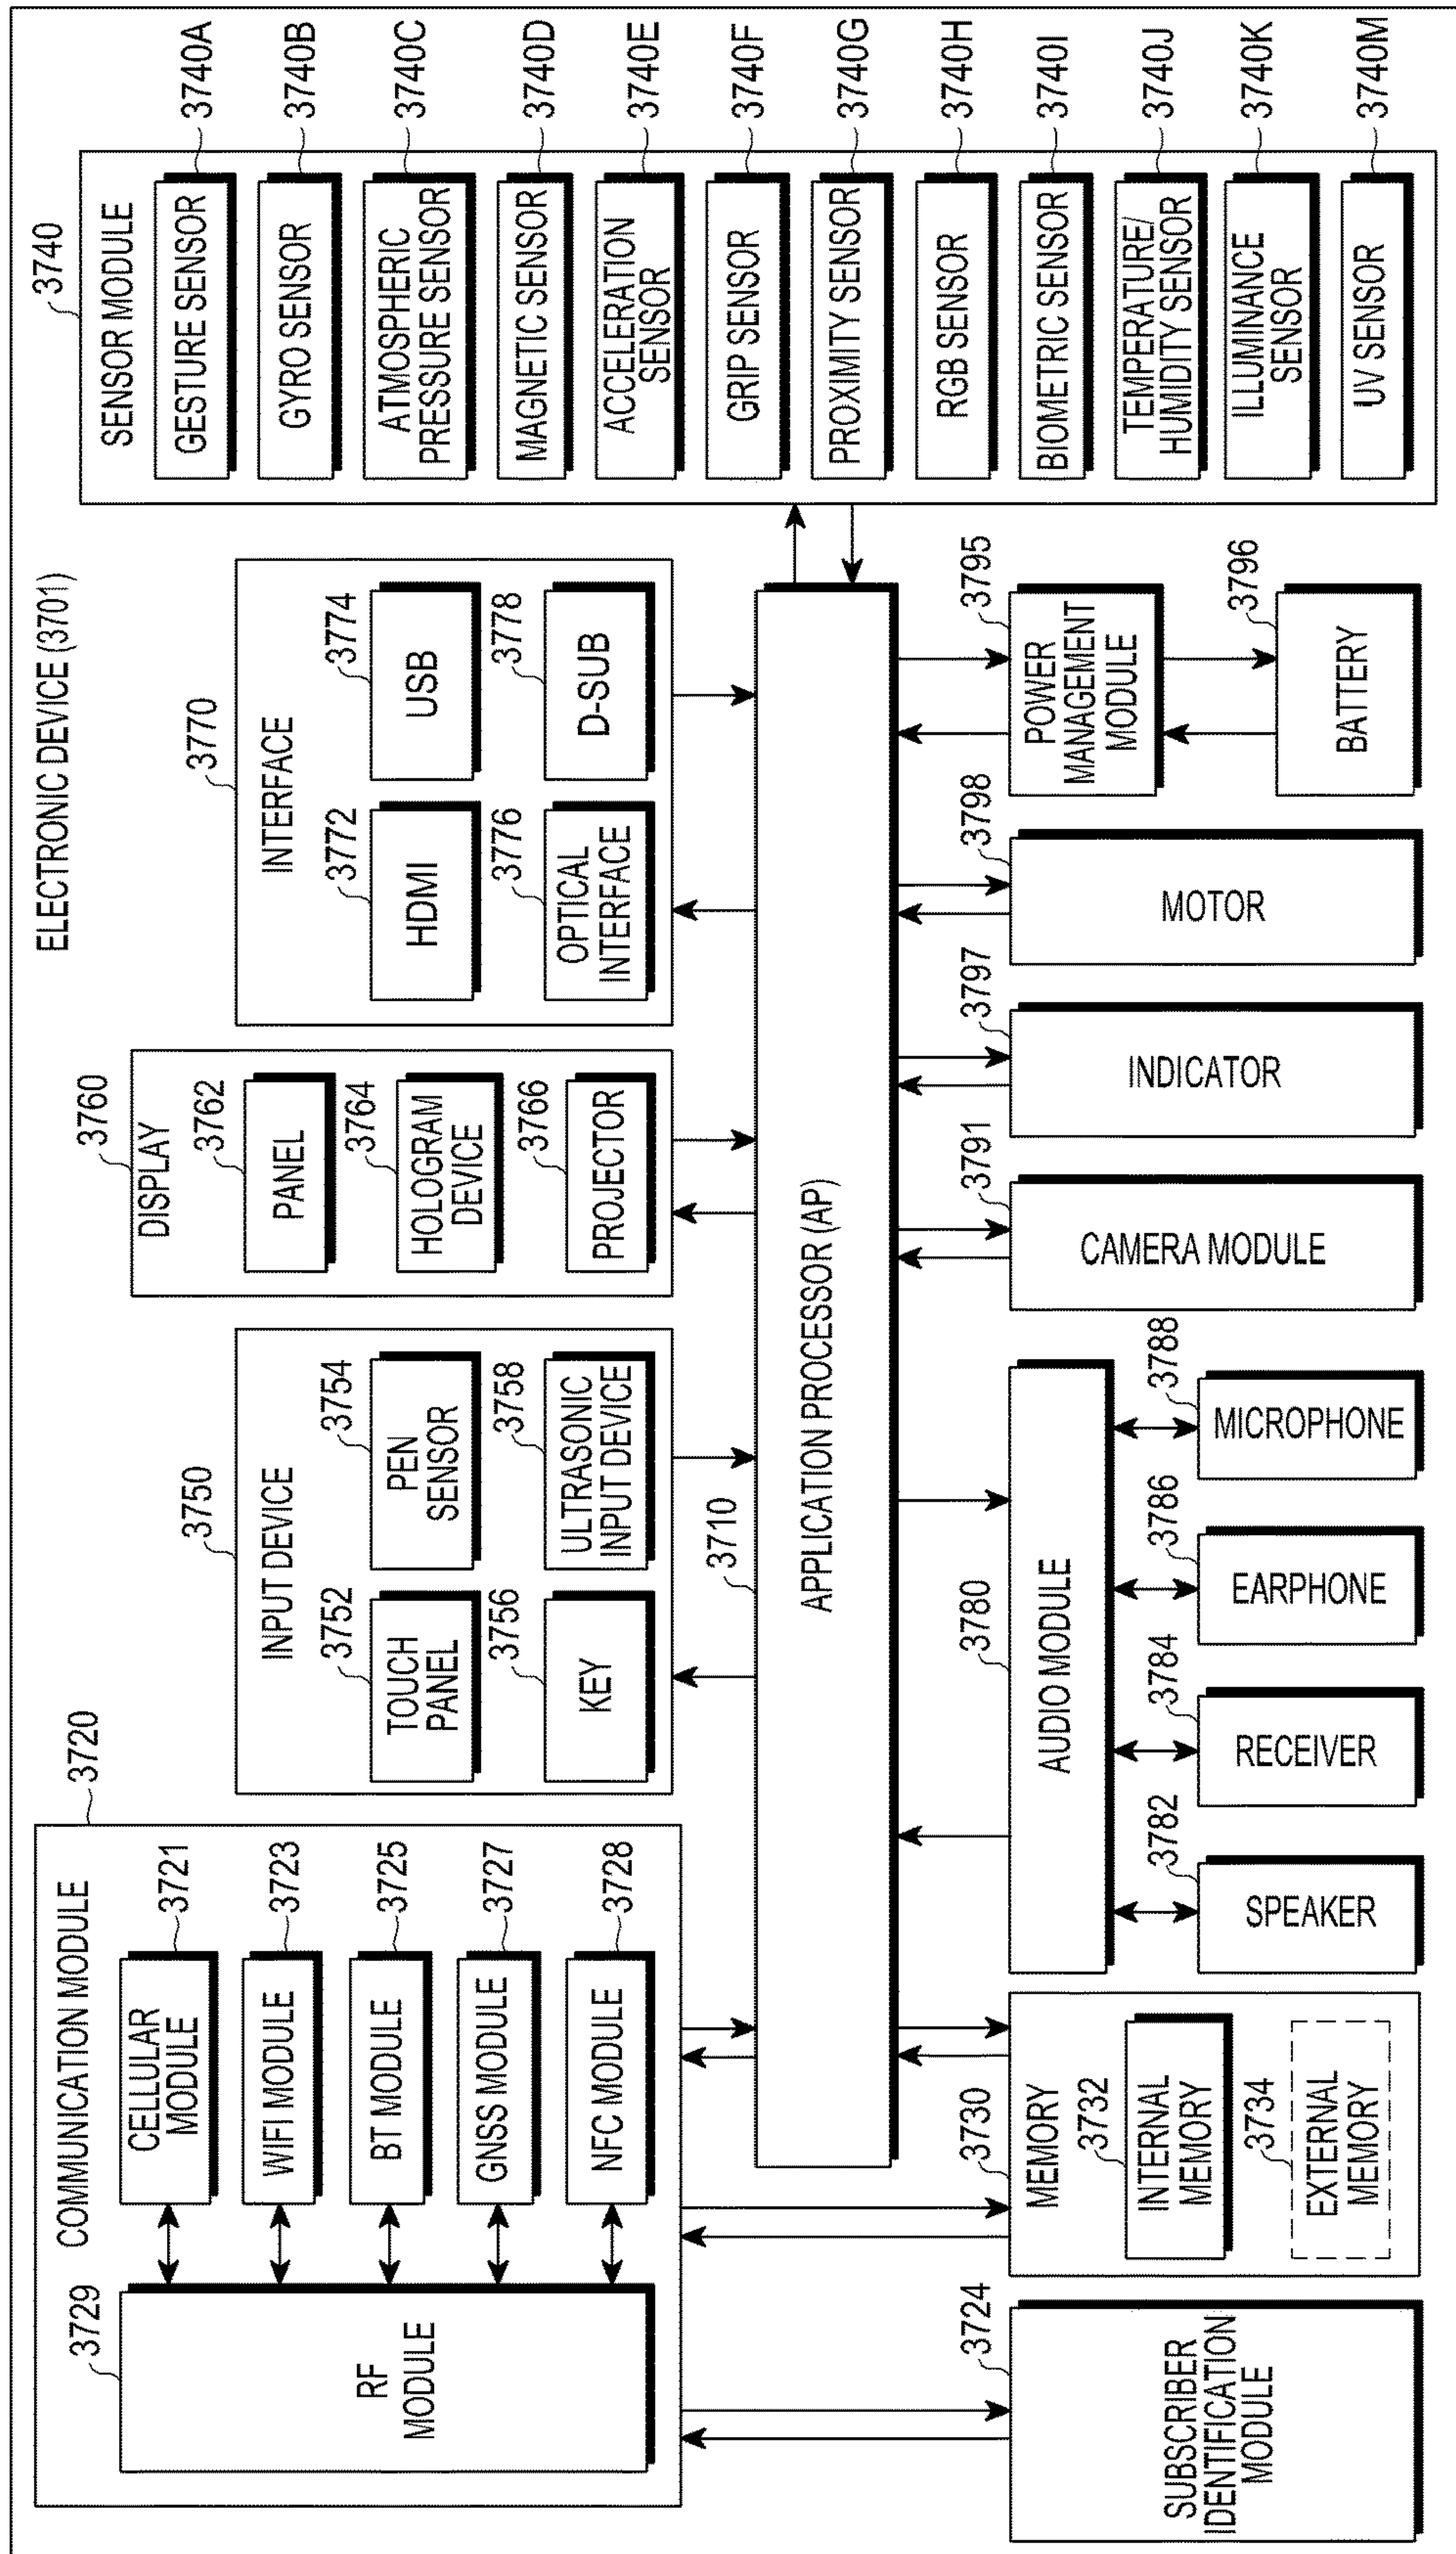 ELECTRONIC DEVICE (3701)
3720
COMMUNICATION MODULE
3729
RF
MODULE
CELLULAR
MODULE
3721
WIFI MODULE
3723
BT MODULE
3725
GNSS MODULE
3727
NFC MODULE
3728
3750
INPUT DEVICE
3752
TOUCH
PANEL
3754
PEN
SENSOR
3756
KEY
3758
ULTRASONIC
INPUT DEVICE
3760
DISPLAY
3762
PANEL
3764
HOLOGRAM
DEVICE
3766
PROJECTOR
3770
INTERFACE
3772
HDMI
3774
USB
3776
OPTICAL
INTERFACE
3778
D-SUB
3740
SENSOR MODULE
GESTURE SENSOR
3740A
GYRO SENSOR
3740B
ATMOSPHERIC
PRESSURE SENSOR
3740C
MAGNETIC SENSOR
3740D
ACCELERATION
SENSOR
3740E
GRIP SENSOR
3740F
PROXIMITY SENSOR
3740G
RGB SENSOR
3740H
BIOMETRIC SENSOR
3740I
TEMPERATURE/
HUMIDITY SENSOR
3740J
ILLUMINANCE
SENSOR
3740K
UV SENSOR
3740M
3710
APPLICATION PROCESSOR (AP)
3724
SUBSCRIBER
IDENTIFICATION
MODULE
3730
MEMORY
3732
INTERNAL
MEMORY
3734
EXTERNAL
MEMORY
3780
AUDIO MODULE
3782
SPEAKER
3784
RECEIVER
3786
EARPHONE
3788
MICROPHONE
3791
CAMERA MODULE
3797
INDICATOR
3798
MOTOR
3795
POWER
MANAGEMENT
MODULE
3796
BATTERY